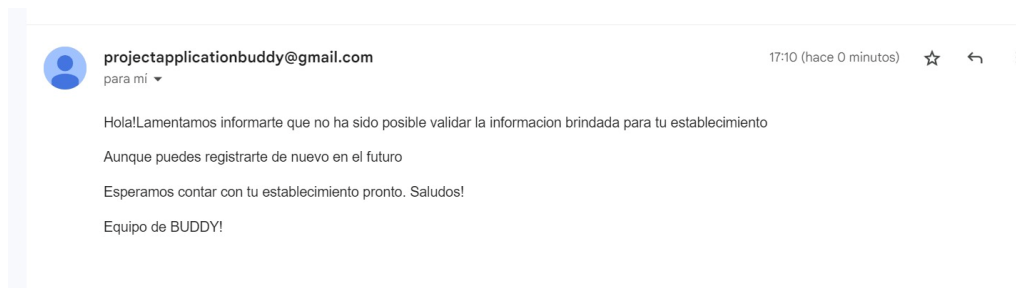 projectapplicationbuddy@gmail.com
17:10 (hace 0 minutos)
para mí
Hola!Lamentamos informarte que no ha sido posible validar la informacion brindada para tu establecimiento
Aunque puedes registrarte de nuevo en el futuro
Esperamos contar con tu establecimiento pronto. Saludos!
Equipo de BUDDY!